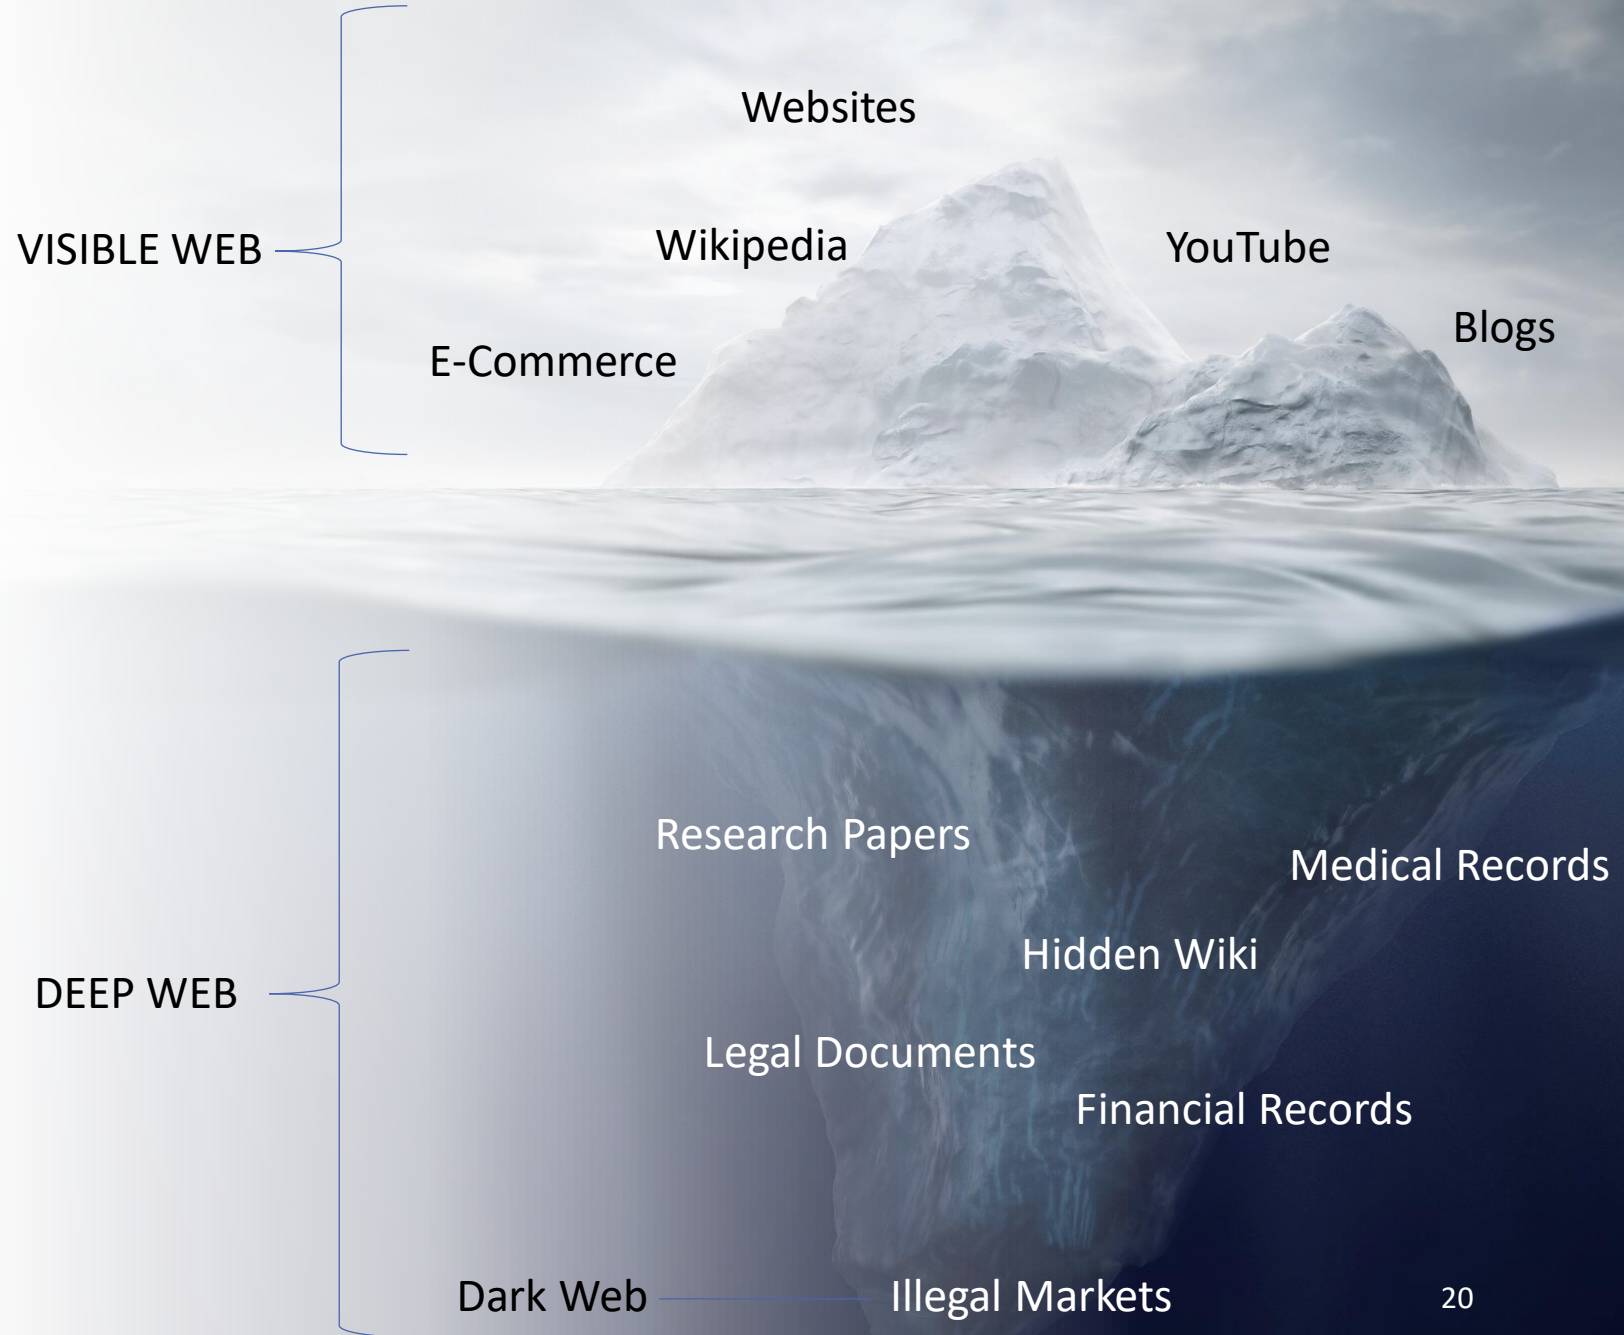 Websites
VISIBLE WEB
Wikipedia
YouTube
Blogs
E-Commerce
Research Papers
Medical Records
Hidden Wiki
DEEP WEB
Legal Documents
Financial Records
Dark Web
Illegal Markets
20